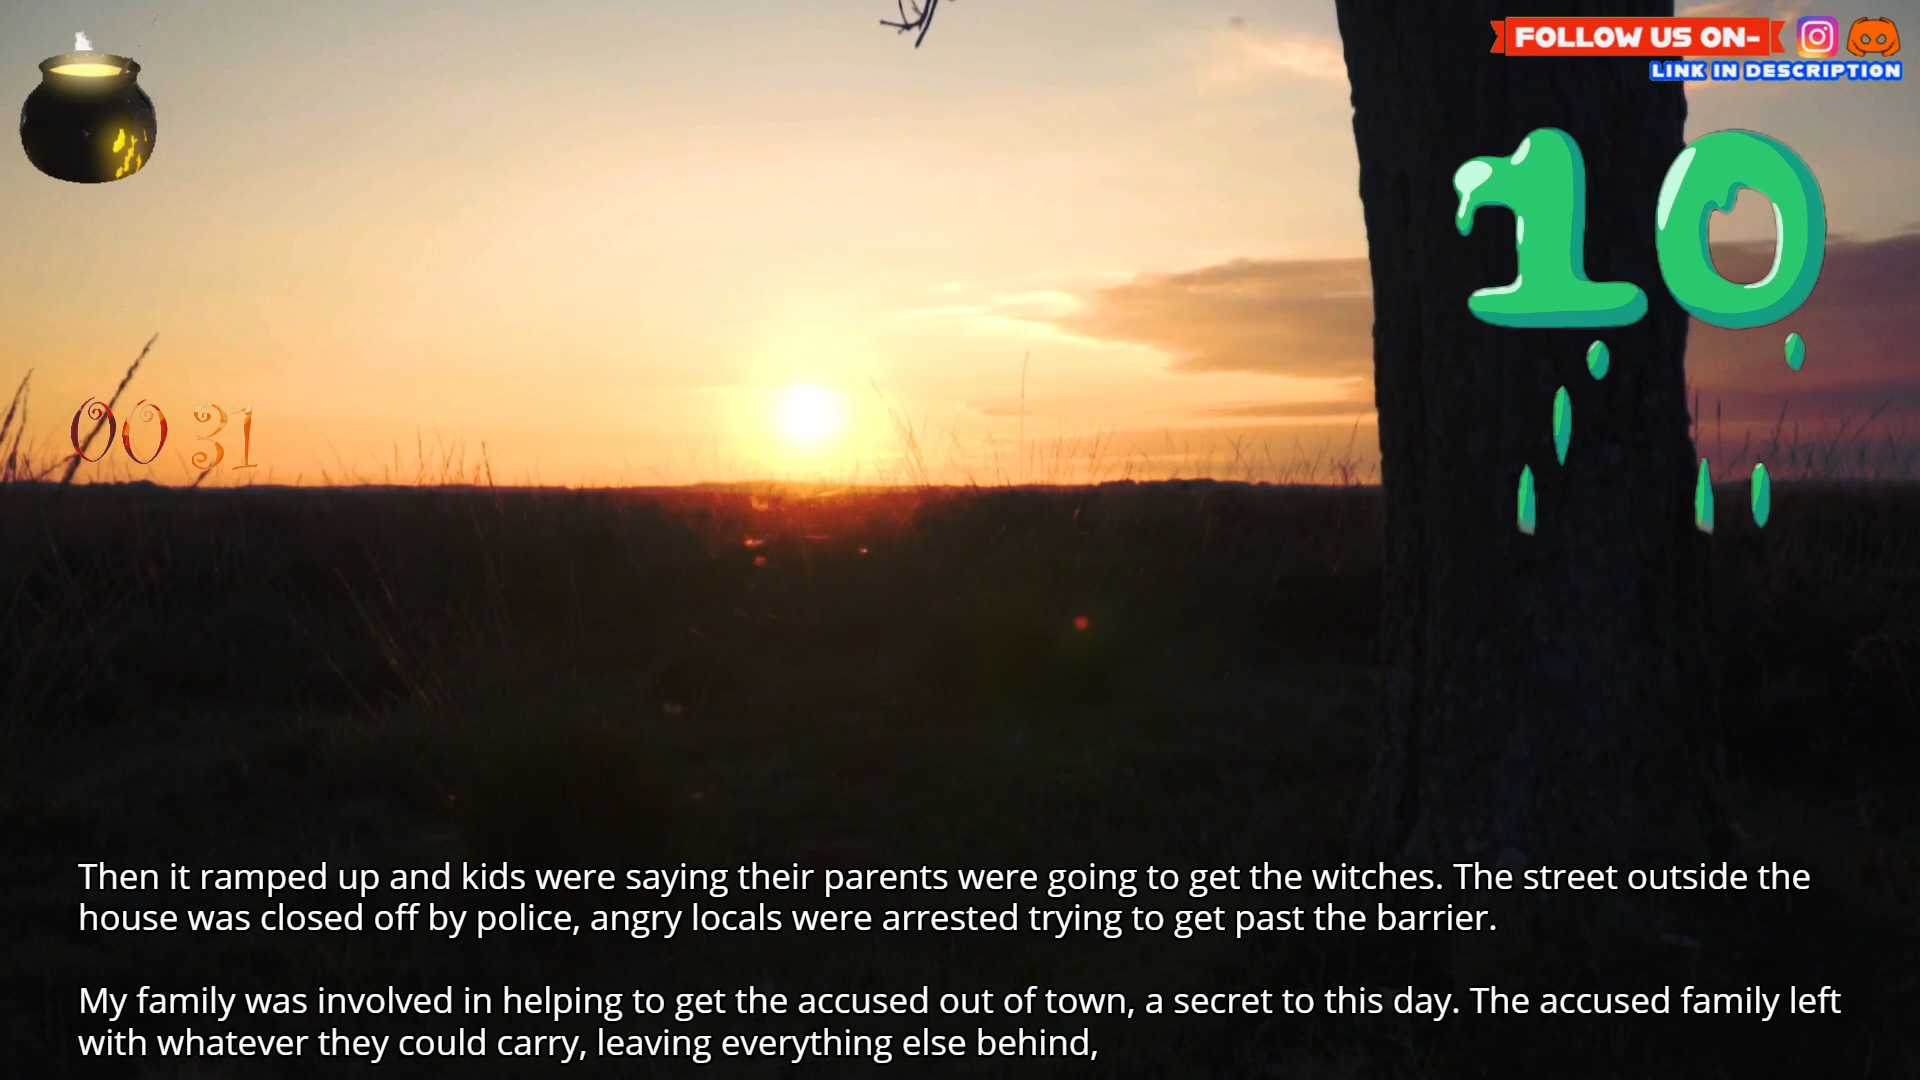 FOLLOW US ON-
LINK IN DESCRIPTION
10
00 31
Then it ramped up and kids were saying their parents were going to get the witches. The street outside the
house was closed off by police, angry locals were arrested trying to get past the barrier.
My family was involved in helping to get the accused out of town, a secret to this day. The accused family left
with whatever they could carry, leaving everything else behind,